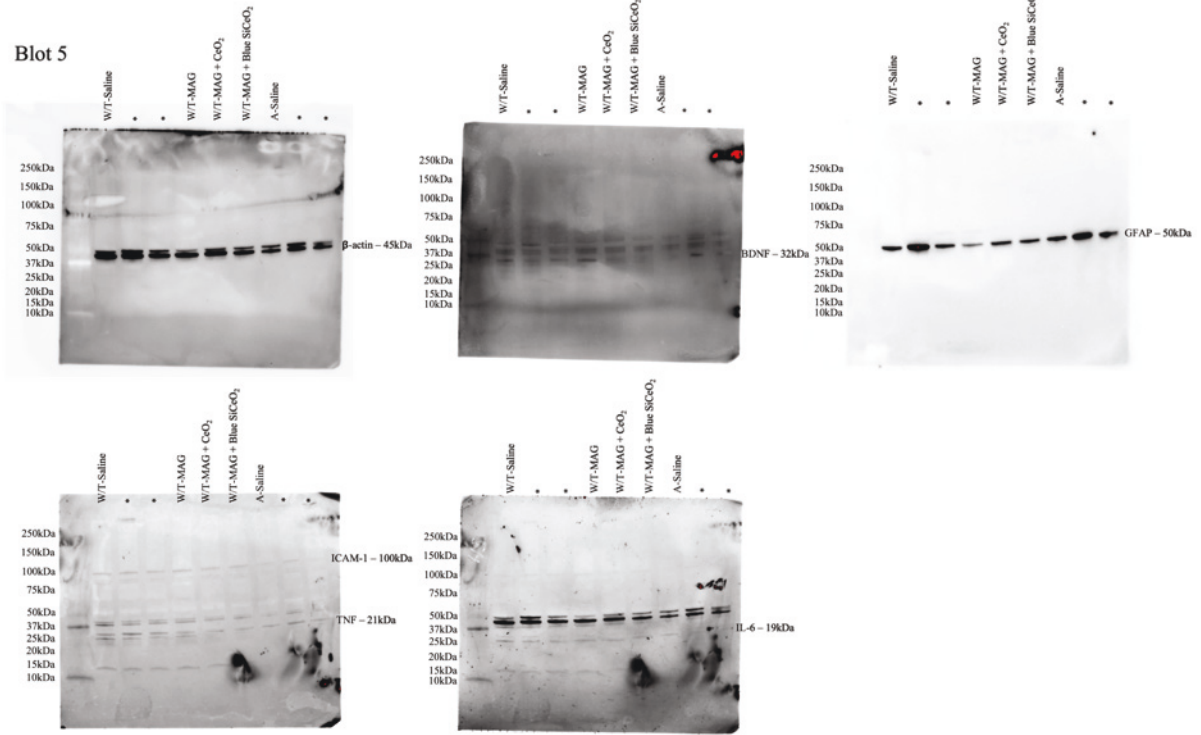 Blot 5
W/T-Saline
*
*
W/T-MAG
W/T-MAG + CeO2
W/T-MAG + Blue SiCeO2
A-Saline
*
*
250kDa
150kDa
100kDa
75kDa
50kDa
37kDa
25kDa
20kDa
15kDa
10kDa
β-actin – 45kDa
W/T-Saline
*
*
W/T-MAG
W/T-MAG + CeO2
W/T-MAG + Blue SiCeO2
A-Saline
*
*
250kDa
150kDa
100kDa
75kDa
50kDa
37kDa
25kDa
20kDa
15kDa
10kDa
BDNF – 32kDa
W/T-Saline
*
*
W/T-MAG
W/T-MAG + CeO2
W/T-MAG + Blue
A-Saline
*
*
250kDa
150kDa
100kDa
75kDa
50kDa
37kDa
25kDa
20kDa
15kDa
10kDa
GFAP – 50kDa
W/T-Saline
*
*
W/T-MAG
W/T-MAG + CeO2
W/T-MAG + Blue SiCeO2
A-Saline
*
*
250kDa
150kDa
100kDa
75kDa
50kDa
37kDa
25kDa
20kDa
15kDa
10kDa
ICAM-1 – 100kDa
TNF – 21kDa
W/T-Saline
*
*
W/T-MAG
W/T-MAG + CeO2
W/T-MAG + Blue SiCeO2
A-Saline
*
*
250kDa
150kDa
100kDa
75kDa
50kDa
37kDa
25kDa
20kDa
15kDa
10kDa
IL-6 – 19kDa